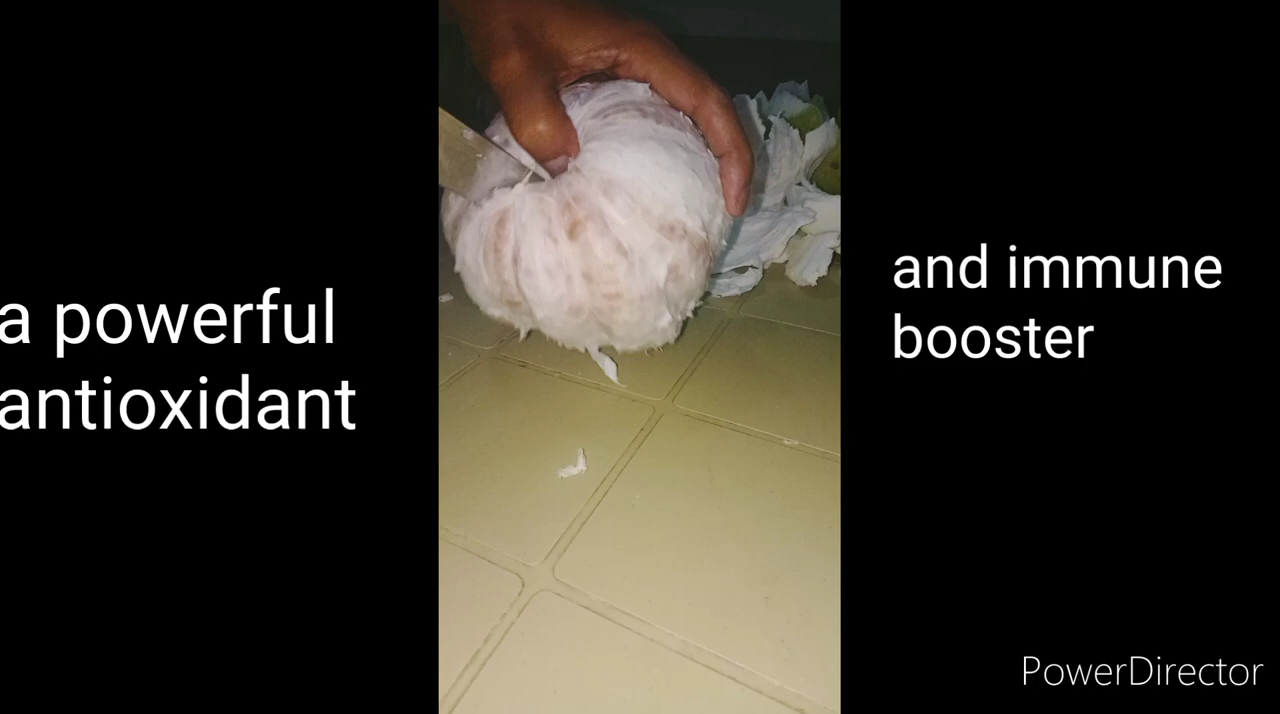 a powerful
antioxidant
and immune
booster
PowerDirector